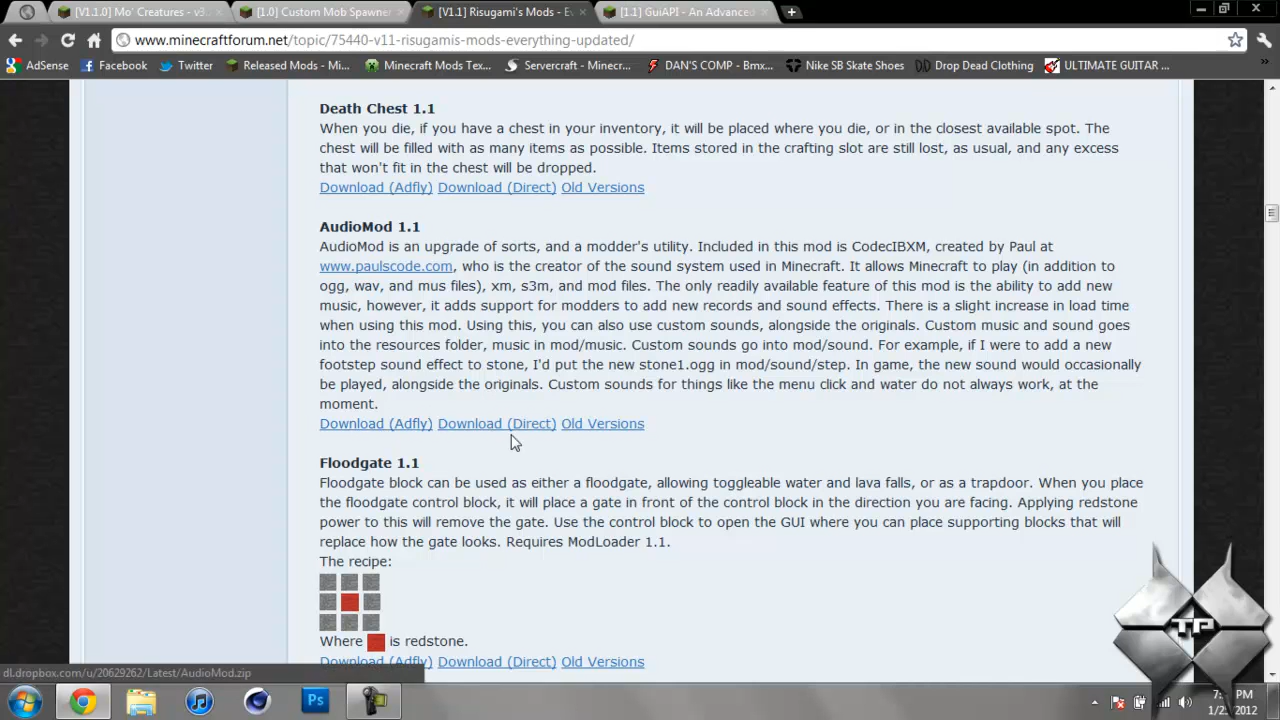 [V1.1.0] Mo' Creatures - v3.
[1.0] Custom Mob Spawner
[V1.1] Risugami's Mods - Ev
[1.1] GuiAPI - An Advanced
www.minecraftforum.net/topic/75440-v11-risugamis-mods-everything-updated/
AdSense
Facebook
Twitter
Released Mods - Mi...
Minecraft Mods Tex...
Servercraft - Minecr...
DAN'S COMP - Bmx...
Nike SB Skate Shoes
Drop Dead Clothing
ULTIMATE GUITAR ...
Death Chest 1.1
When you die, if you have a chest in your inventory, it will be placed where you die, or in the closest available spot. The
chest will be filled with as many items as possible. Items stored in the crafting slot are still lost, as usual, and any excess
that won't fit in the chest will be dropped.
Download (Adfly) Download (Direct) Old Versions
AudioMod 1.1
AudioMod is an upgrade of sorts, and a modder's utility. Included in this mod is CodecIBXM, created by Paul at
www.paulscode.com, who is the creator of the sound system used in Minecraft. It allows Minecraft to play (in addition to
ogg, wav, and mus files), xm, s3m, and mod files. The only readily available feature of this mod is the ability to add new
music, however, it adds support for modders to add new records and sound effects. There is a slight increase in load time
when using this mod. Using this, you can also use custom sounds, alongside the originals. Custom music and sound goes
into the resources folder, music in mod/music. Custom sounds go into mod/sound. For example, if I were to add a new
footstep sound effect to stone, I'd put the new stone1.ogg in mod/sound/step. In game, the new sound would occasionally
be played, alongside the originals. Custom sounds for things like the menu click and water do not always work, at the
moment.
Download (Adfly) Download (Direct) Old Versions
Floodgate 1.1
Floodgate block can be used as either a floodgate, allowing toggleable water and lava falls, or as a trapdoor. When you place
the floodgate control block, it will place a gate in front of the control block in the direction you are facing. Applying redstone
power to this will remove the gate. Use the control block to open the GUI where you can place supporting blocks that will
replace how the gate looks. Requires ModLoader 1.1.
The recipe:
Where is redstone.
Download (Adfly) Download (Direct) Old Versions
dl.dropbox.com/u/20629262/Latest/AudioMod.zip
TP
Ps
PM